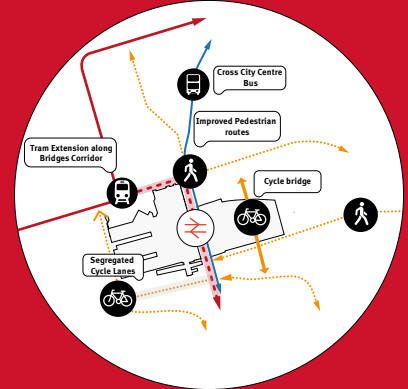 Cross City Centre
Bus
Improved Pedestrian
routes
Tram Extension along
Bridges Corridor
Cycle bridge
Segregated
Cycle Lanes